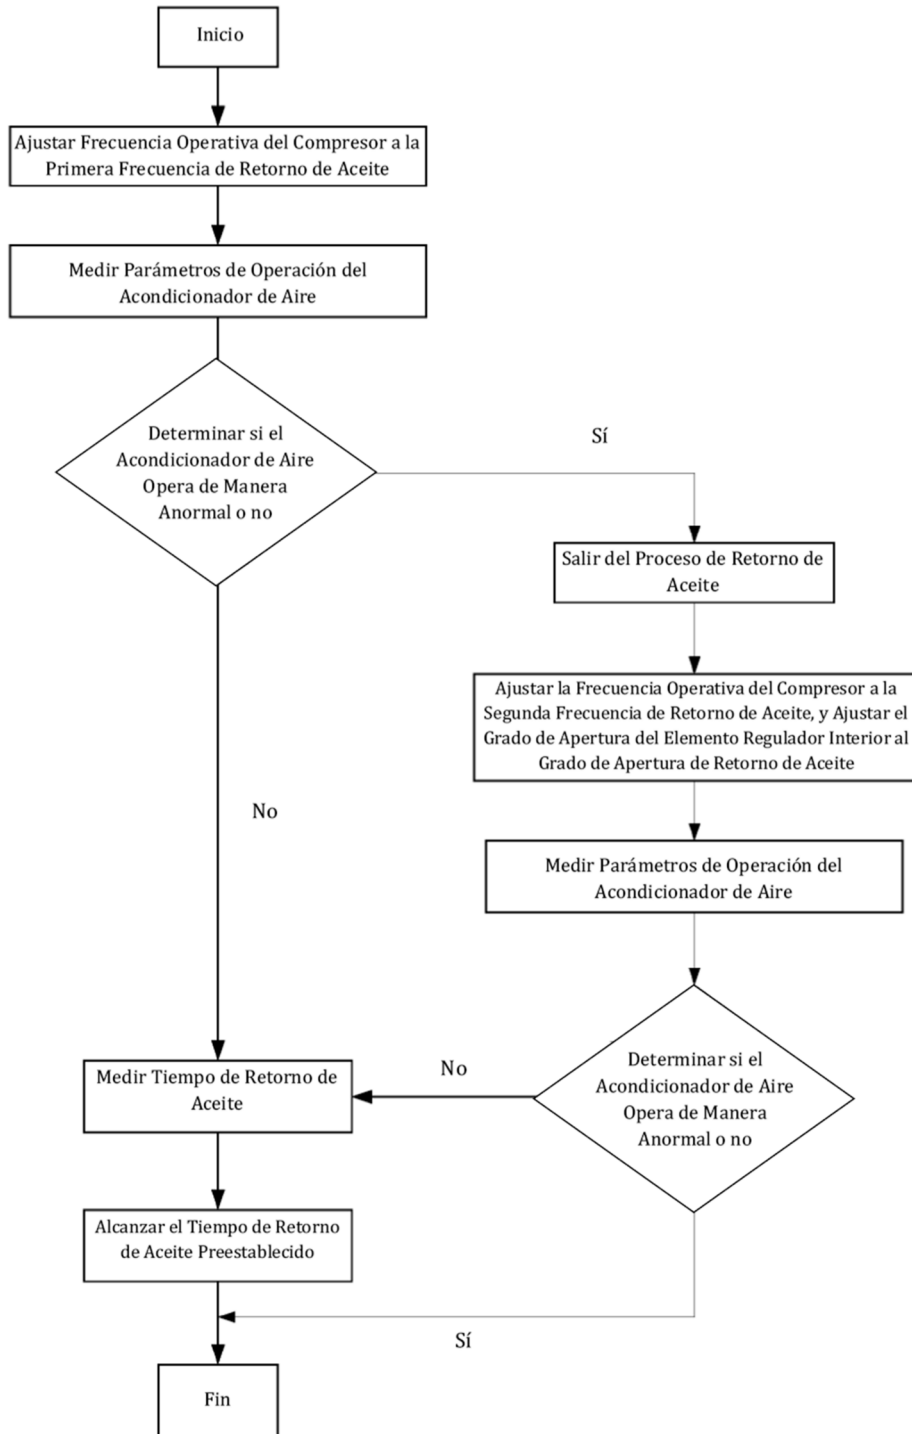 Inicio
Ajustar Frecuencia Operativa del Compresor a la
Primera Frecuencia de Retorno de Aceite
Medir Parámetros de Operación del
Acondicionador de Aire
Determinar si el
Acondicionador de Aire
Opera de Manera
Anormal o no
Sí
Salir del Proceso de Retorno de
Aceite
Ajustar la Frecuencia Operativa del Compresor a la
Segunda Frecuencia de Retorno de Aceite, y Ajustar el
Grado de Apertura del Elemento Regulador Interior al
Grado de Apertura de Retorno de Aceite
No
Medir Parámetros de Operación del
Acondicionador de Aire
Determinar si el
Acondicionador de Aire
Opera de Manera
Anormal o no
No
Medir Tiempo de Retorno de
Aceite
Alcanzar el Tiempo de Retorno
de Aceite Preestablecido
Sí
Fin